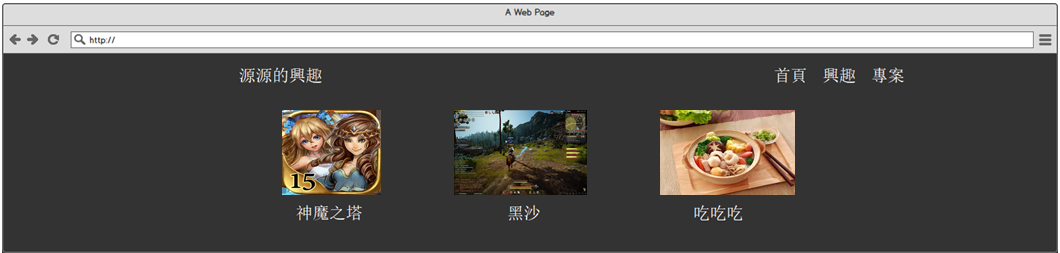 A Web Page
http://
源源的興趣
首頁 興趣 專案
15
神魔之塔 黑沙 吃吃吃